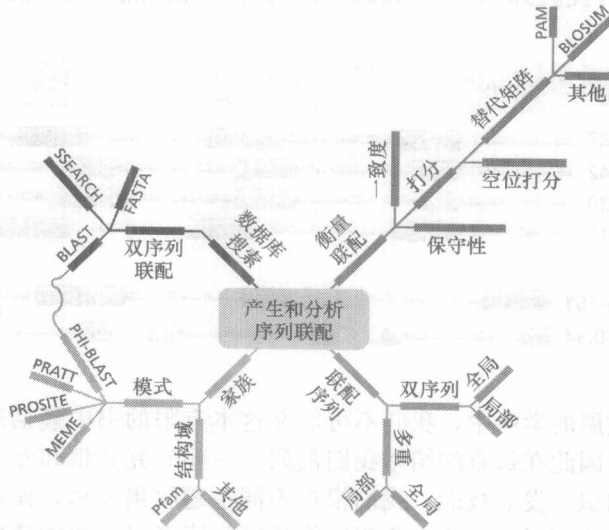 PAM
BLOSUM
其他
替代矩阵
空位打分
打分
一致度
保守性
衡量
联配
SSEARCH
FASTA
BLAST
双序列
联配
数据库
搜索
产生和分析
序列联配
PHI-BLAST
PRATT
PROSITE
MEME
模式
家族
结构域
Pfam
其他
联配
序列
双序列
全局
局部
多重
局部
全局